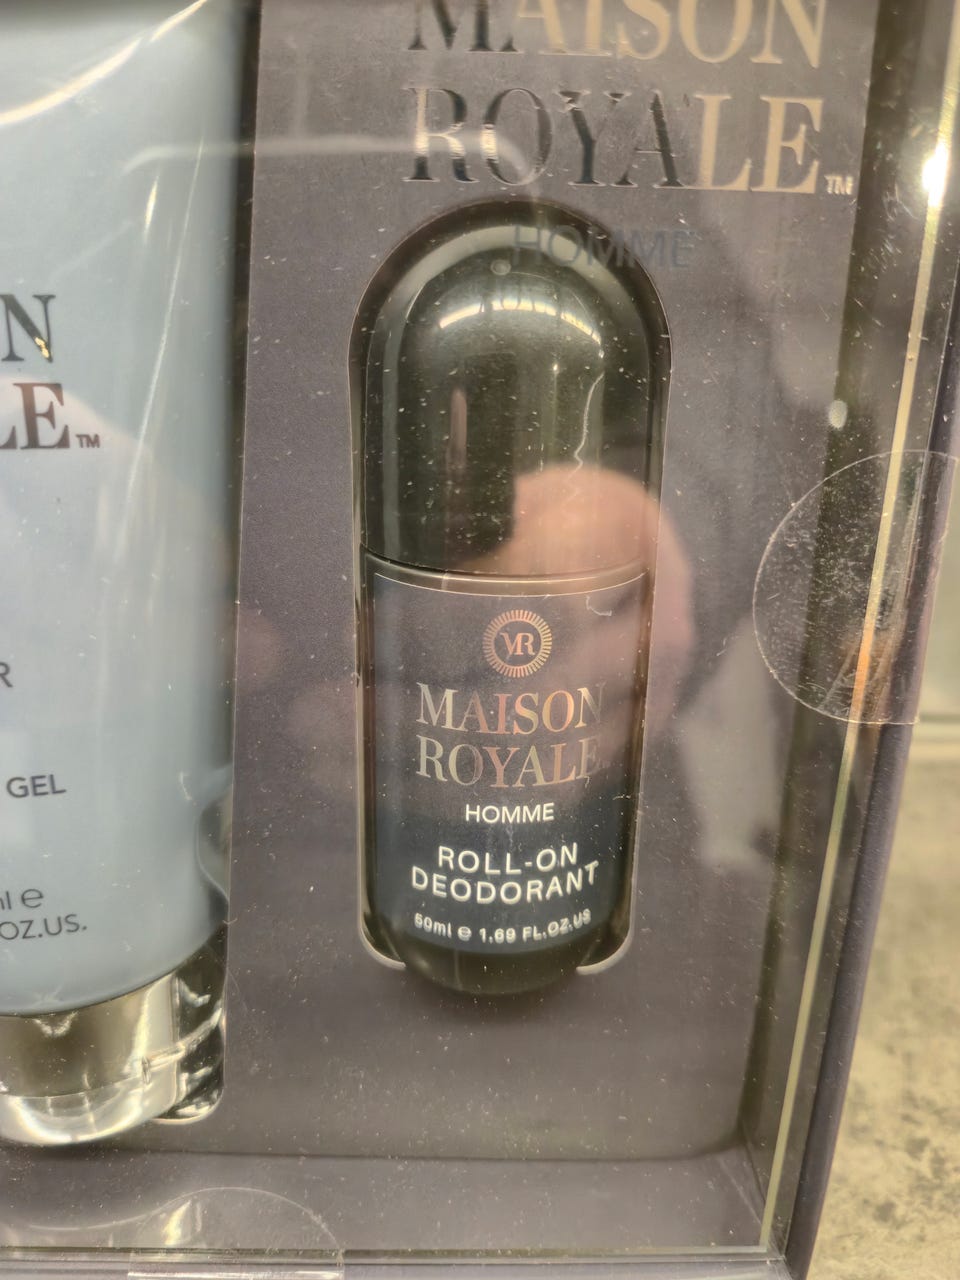 MAISON
ROYALE™
HOMME
N
LE™
R
GEL
ml e
OZ.US.
MR
MAISON
ROYALE
HOMME
ROLL-ON
DEODORANT
50ml e 1.69 FL.OZ.US